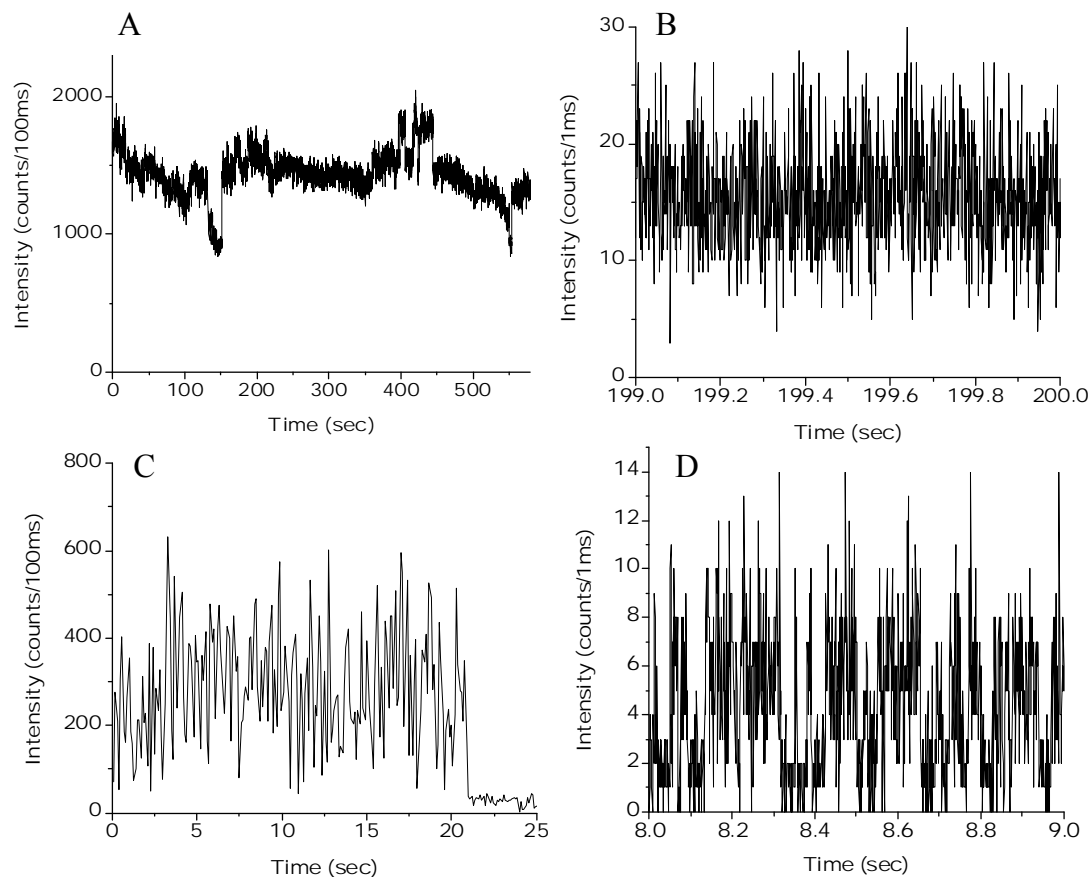 A
Intensity (counts/100ms)
2000
1000
0
0 100 200 300 400 500
Time (sec)
B
Intensity (counts/1ms)
30
20
10
0
199.0 199.2 199.4 199.6 199.8 200.0
Time (sec)
C
Intensity (counts/100ms)
800
600
400
200
0
0 5 10 15 20 25
Time (sec)
D
Intensity (counts/1ms)
14
12
10
8
6
4
2
0
8.0 8.2 8.4 8.6 8.8 9.0
Time (sec)